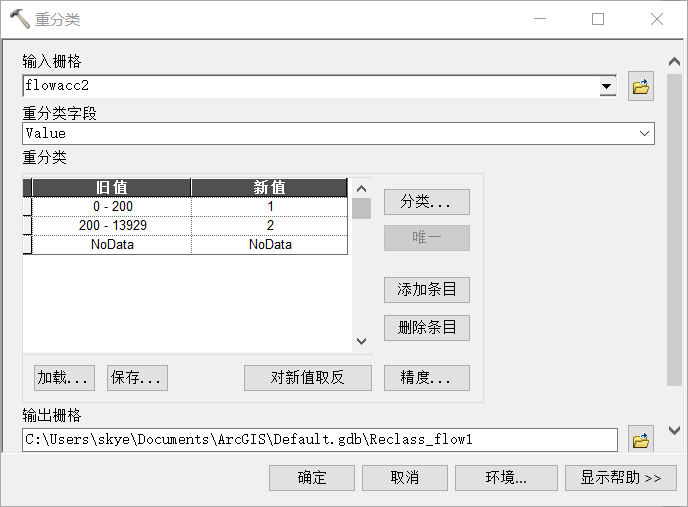 重分类
输入栅格
flowacc2
重分类字段
Value
重分类
旧值 新值
0 - 200 1
200 - 13929 2
NoData NoData
分类...
唯一
添加条目
删除条目
加载... 保存... 对新值取反 精度...
输出栅格
C:\Users\skye\Documents\ArcGIS\Default.gdb\Reclass_flow1
确定 取消 环境... 显示帮助 >>